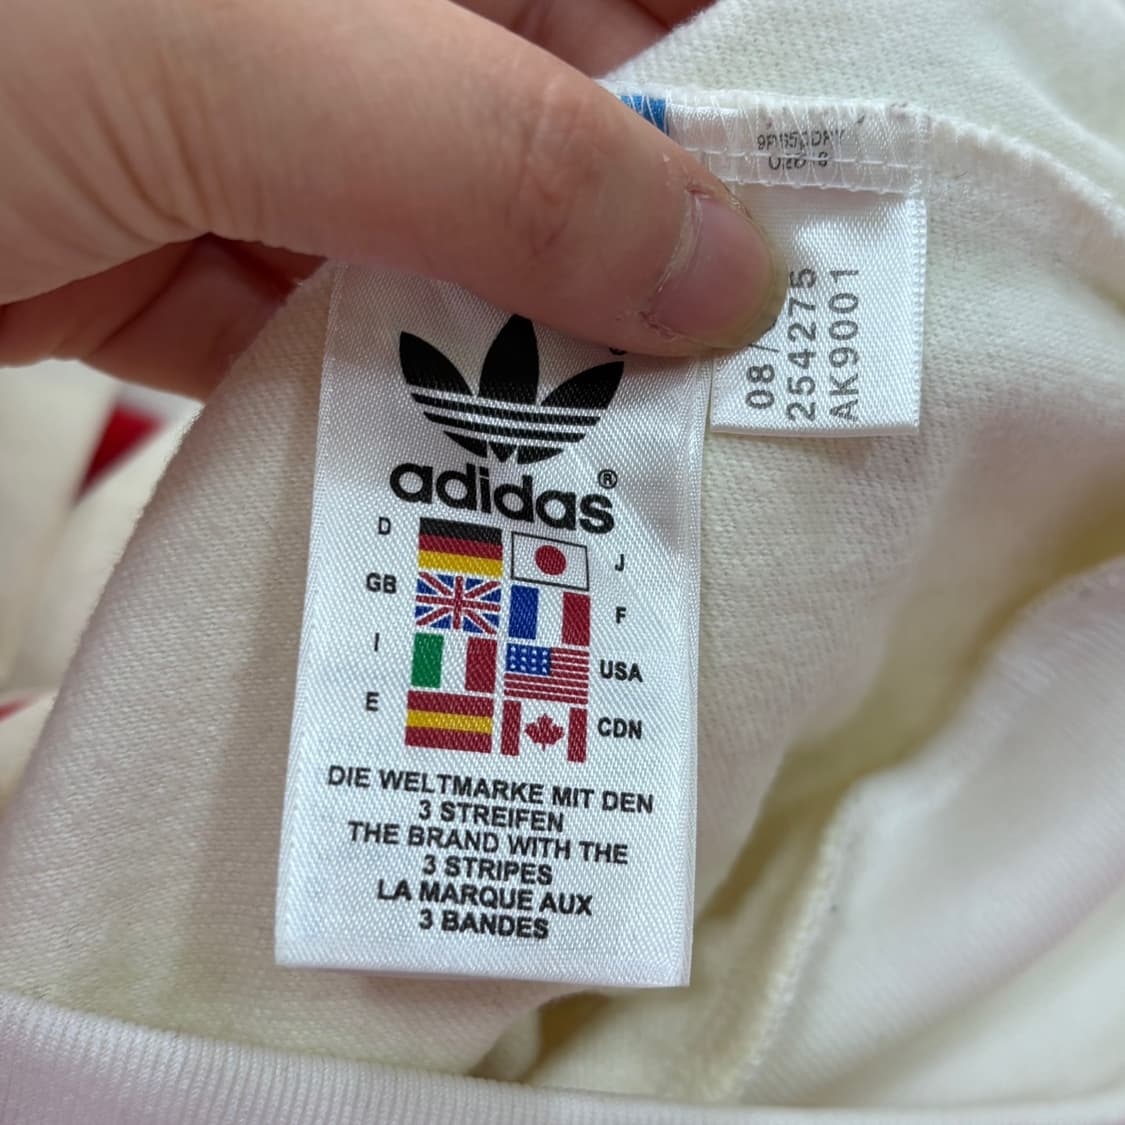 adidas®
D
J
GB
F
I
USA
E
CDN
DIE WELTMARKE MIT DEN
3 STREIFEN
THE BRAND WITH THE
3 STRIPES
LA MARQUE AUX
3 BANDES
08/
254275
AK9001